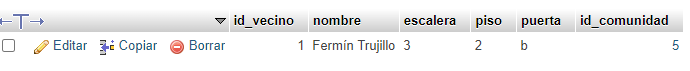 id_vecino nombre escalera piso puerta id_comunidad
Editar Copiar Borrar 1 Fermín Trujillo 3 2 b 5